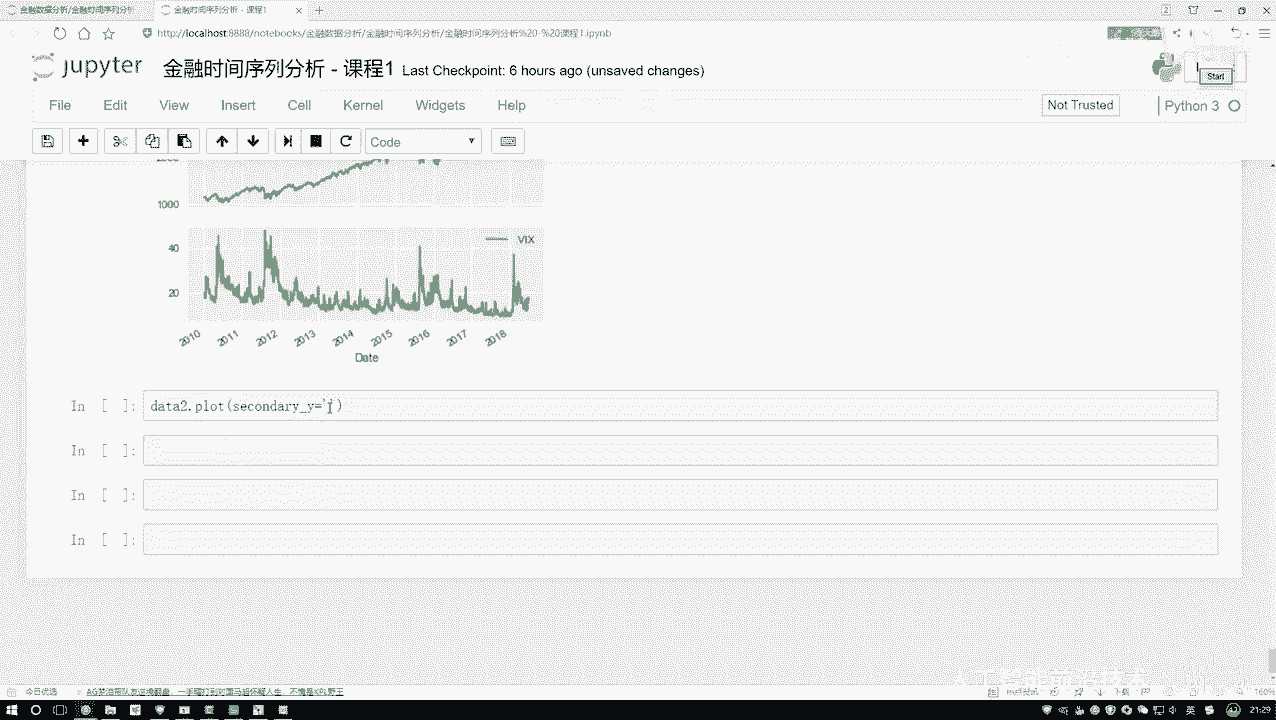 金融数据分析/金融时间序列分析
金融时间序列分析 - 课程1
http://localhost:8888/notebooks/金融数据分析/金融时间序列分析/金融时间序列分析%20-%20课程1.ipynb
jupyter 金融时间序列分析 - 课程1 Last Checkpoint: 6 hours ago (unsaved changes)
Start
File Edit View Insert Cell Kernel Widgets Help
Not Trusted
Python 3
Code
1000
VIX
40
20
2010 2011 2012 2013 2014 2015 2016 2017 2018
Date
In [ ]: data2.plot(secondary_y='')
In [ ]:
In [ ]:
In [ ]:
今日优选
160%
21:29